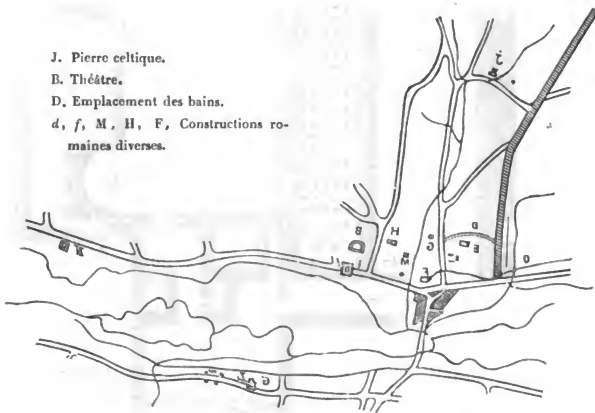 J. Pierre celtique.
B. Théâtre.
D. Emplacement des bains.
d, f, M, H, F, Constructions ro-
maines diverses.
B
H
M
G
D
E
K
O